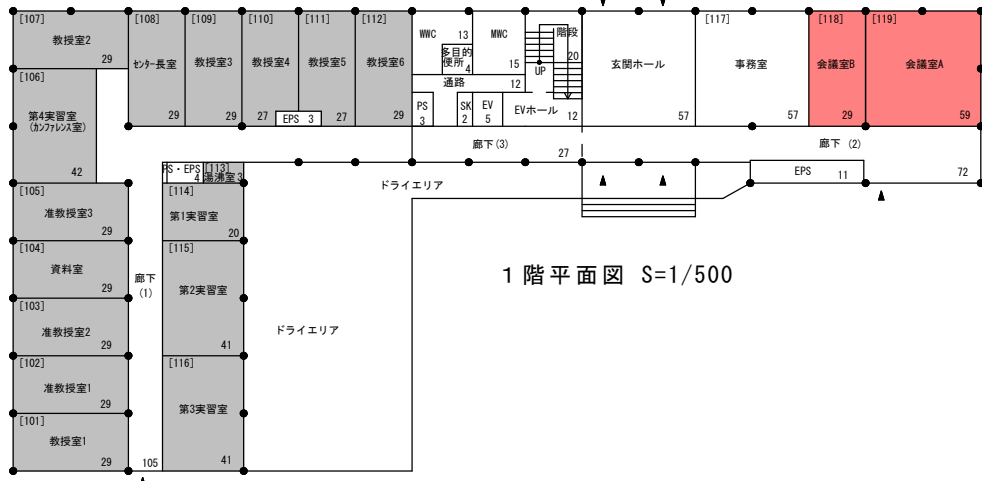 [107]
教授室2
29
[108]
センター長室
29
[109]
教授室3
29
[110]
教授室4
27
[111]
教授室5
27
EPS 3
[112]
教授室6
29
WWC
13
多目的
便所
4
MWC
15
階段
20
UP
通路
12
PS
3
SK
2
EV
5
EVホール
12
玄関ホール
57
[117]
事務室
57
[118]
会議室B
29
[119]
会議室A
59
[106]
第4実習室
(カンファレンス室)
42
廊下(3)
27
廊下 (2)
72
EPS
11
PS・EPS
4
[113]
湯沸室 3
ドライエリア
[105]
准教授室3
29
[114]
第1実習室
20
[104]
資料室
29
廊下
(1)
[115]
第2実習室
41
1階平面図 S=1/500
[103]
准教授室2
29
ドライエリア
[102]
准教授室1
29
[116]
第3実習室
41
[101]
教授室1
29
105